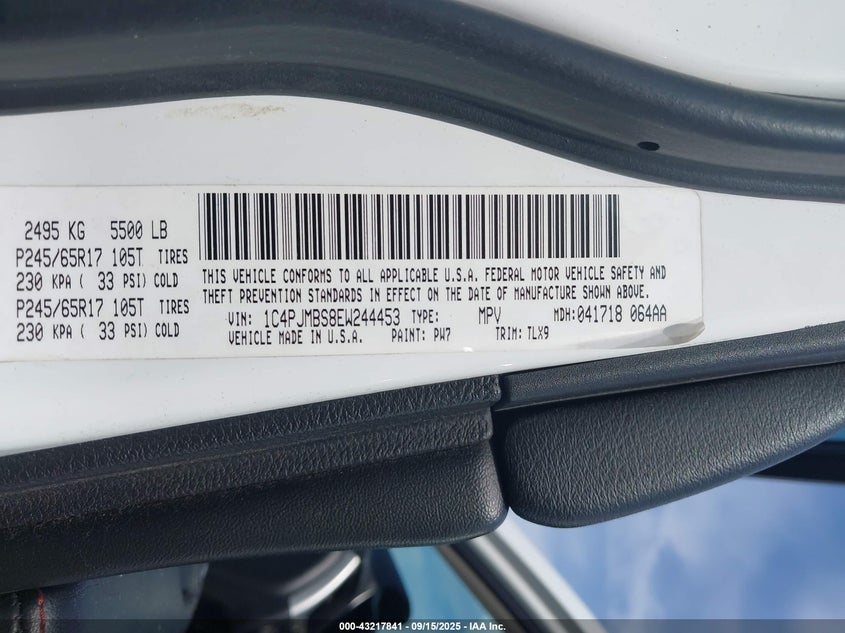 2495 KG 5500 LB
P245/65R17 105T TIRES
230 KPA ( 33 PSI) COLD
P245/65R17 105T TIRES
230 KPA ( 33 PSI) COLD
THIS VEHICLE CONFORMS TO ALL APPLICABLE U.S.A. FEDERAL MOTOR VEHICLE SAFETY AND
THEFT PREVENTION STANDARDS IN EFFECT ON THE DATE OF MANUFACTURE SHOWN ABOVE.
VIN: 1C4PJMBS8EW244453 TYPE: MPV MDH:041718 064AA
VEHICLE MADE IN U.S.A. PAINT: PW7 TRIM: TLX9
000-43217841 - 09/15/2025 - IAA Inc.